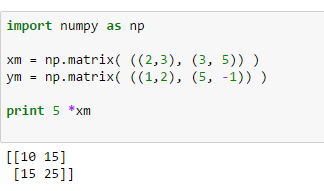 import numpy as np
xm = np.matrix( ((2,3), (3, 5)) )
ym = np.matrix( ((1,2), (5, -1)) )
print 5 *xm
[[10 15]
 [15 25]]